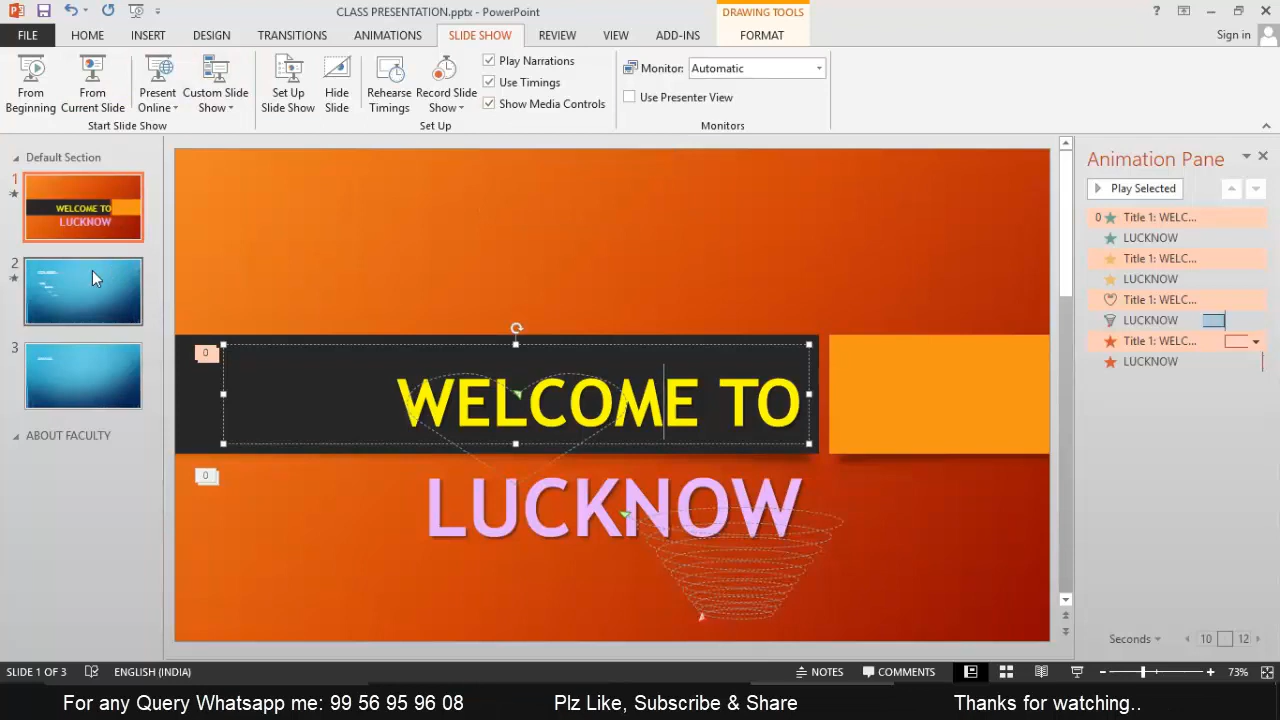 CLASS PRESENTATION.pptx - PowerPoint
DRAWING TOOLS
FILE HOME INSERT DESIGN TRANSITIONS ANIMATIONS SLIDE SHOW REVIEW VIEW ADD-INS FORMAT Sign in
From Beginning
From Current Slide
Present Online
Custom Slide Show
Start Slide Show
Set Up Slide Show
Hide Slide
Rehearse Timings
Record Slide Show
Play Narrations
Use Timings
Show Media Controls
Set Up
Monitor: Automatic
Use Presenter View
Monitors
Default Section
1
WELCOME TO
LUCKNOW
2
3
ABOUT FACULTY
0
WELCOME TO
0
LUCKNOW
Animation Pane
Play Selected
0 Title 1: WELC...
LUCKNOW
Title 1: WELC...
LUCKNOW
Title 1: WELC...
LUCKNOW
Title 1: WELC...
LUCKNOW
Seconds 10 12
SLIDE 1 OF 3 ENGLISH (INDIA) NOTES COMMENTS 73%
For any Query Whatsapp me: 99 56 95 96 08 Plz Like, Subscribe & Share Thanks for watching..